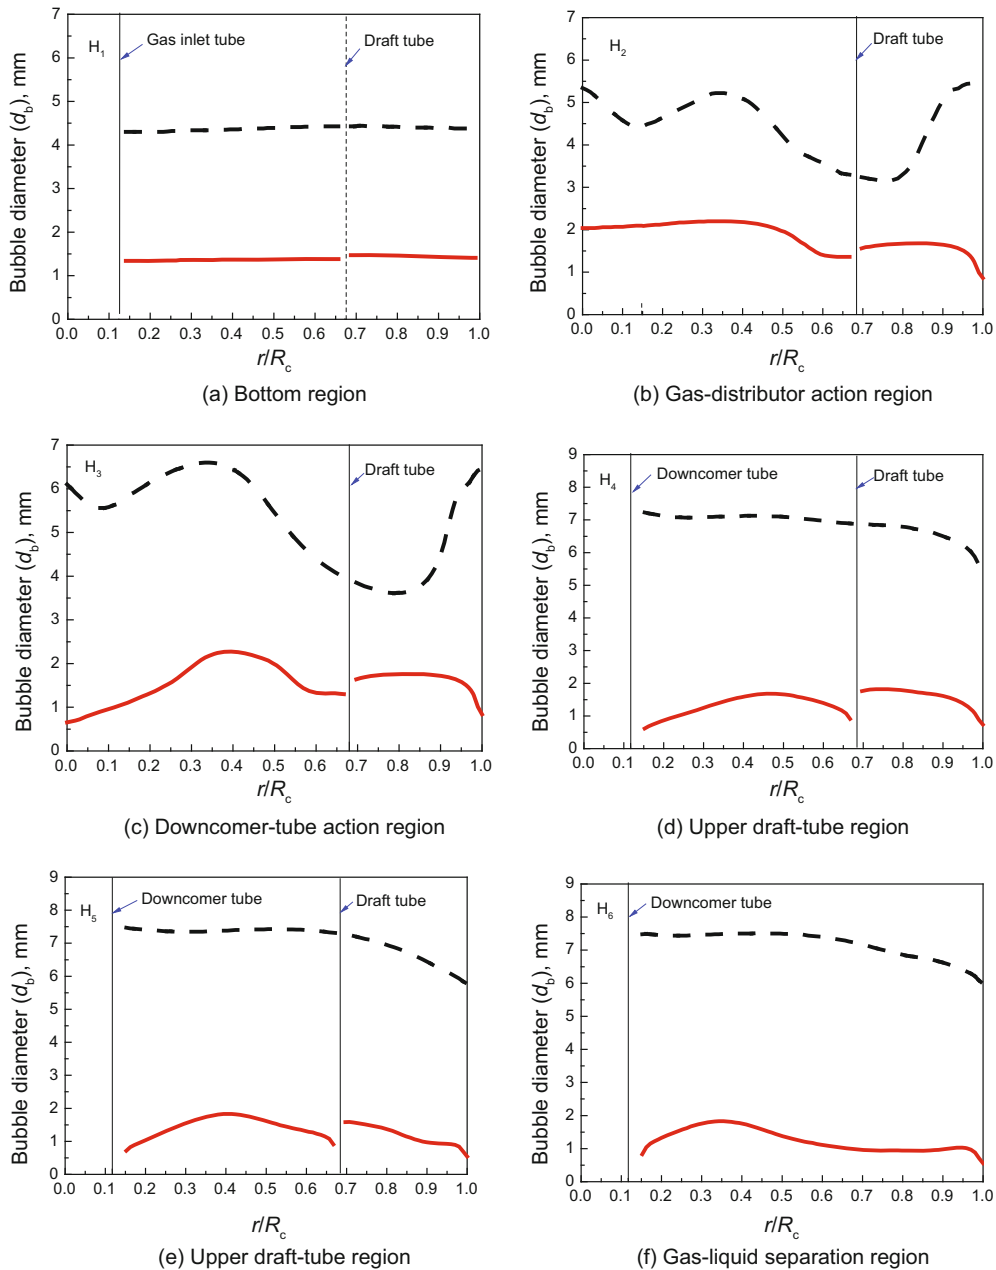 7
6
5
4
3
2
1
0
Bubble diameter (d_b), mm
H₁
Gas inlet tube
Draft tube
0.0 0.1 0.2 0.3 0.4 0.5 0.6 0.7 0.8 0.9 1.0
r/R_c
(a) Bottom region
7
6
5
4
3
2
1
0
Bubble diameter (d_b), mm
H₂
Draft tube
0.0 0.1 0.2 0.3 0.4 0.5 0.6 0.7 0.8 0.9 1.0
r/R_c
(b) Gas-distributor action region
7
6
5
4
3
2
1
0
Bubble diameter (d_b), mm
H₃
Draft tube
0.0 0.1 0.2 0.3 0.4 0.5 0.6 0.7 0.8 0.9 1.0
r/R_c
(c) Downcomer-tube action region
9
8
7
6
5
4
3
2
1
0
Bubble diameter (d_b), mm
H₄
Downcomer tube
Draft tube
0.0 0.1 0.2 0.3 0.4 0.5 0.6 0.7 0.8 0.9 1.0
r/R_c
(d) Upper draft-tube region
9
8
7
6
5
4
3
2
1
0
Bubble diameter (d_b), mm
H₅
Downcomer tube
Draft tube
0.0 0.1 0.2 0.3 0.4 0.5 0.6 0.7 0.8 0.9 1.0
r/R_c
(e) Upper draft-tube region
9
8
7
6
5
4
3
2
1
0
Bubble diameter (d_b), mm
H₆
Downcomer tube
0.0 0.1 0.2 0.3 0.4 0.5 0.6 0.7 0.8 0.9 1.0
r/R_c
(f) Gas-liquid separation region